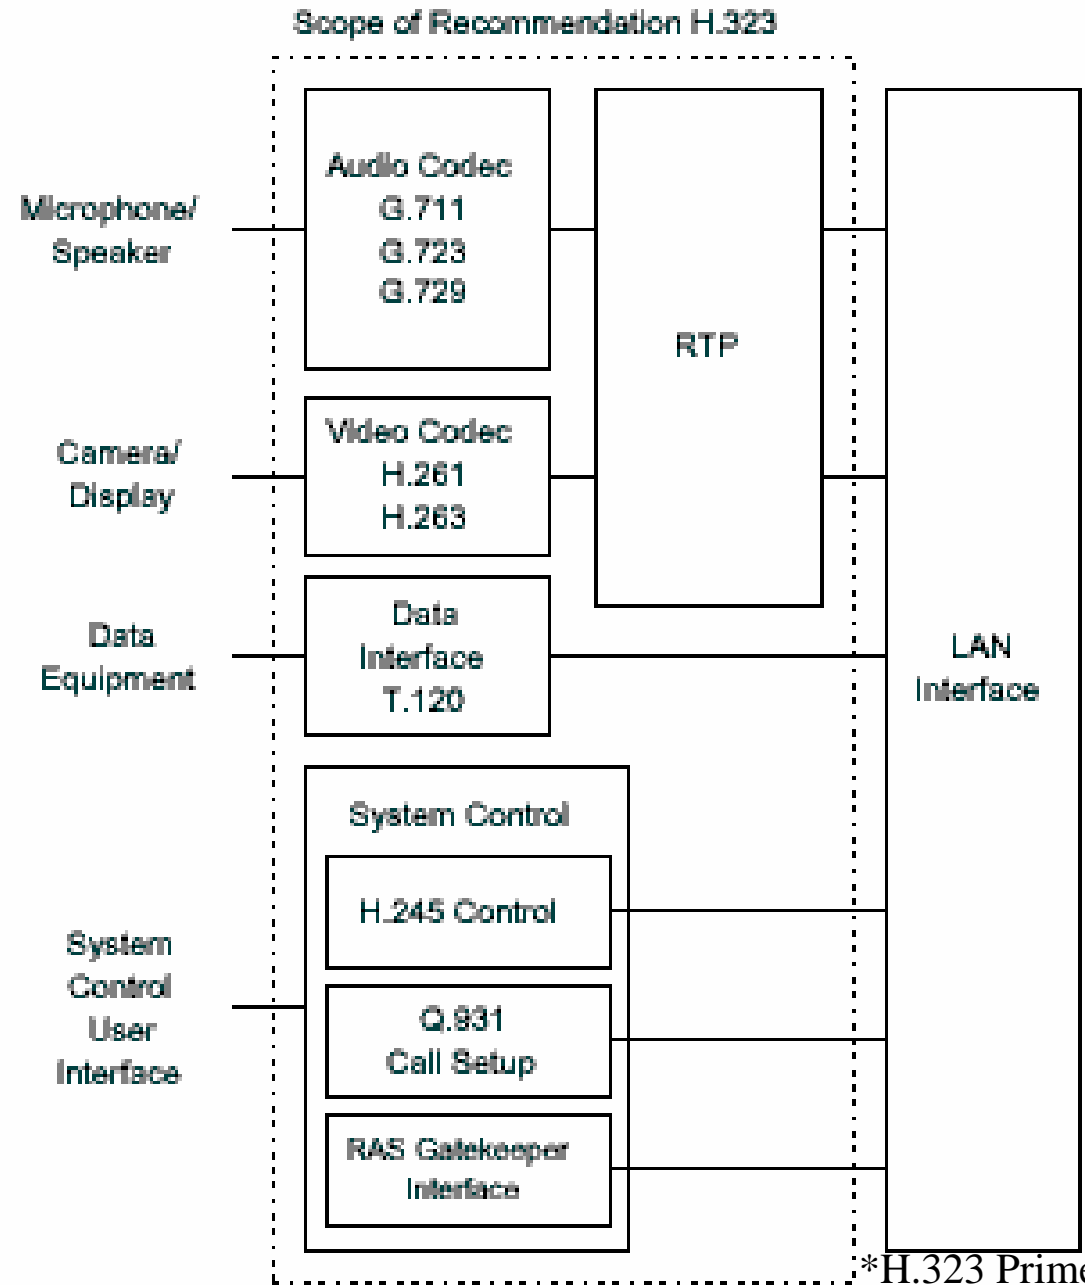 Scope of Recommendation H.323
Microphone/
Speaker
Audio Codec
G.711
G.723
G.729
RTP
Camera/
Display
Video Codec
H.261
H.263
Data
Equipment
Data
Interface
T.120
LAN
Interface
System
Control
User
Interface
System Control
H.245 Control
Q.931
Call Setup
RAS Gatekeeper
Interface
*H.323 Prime